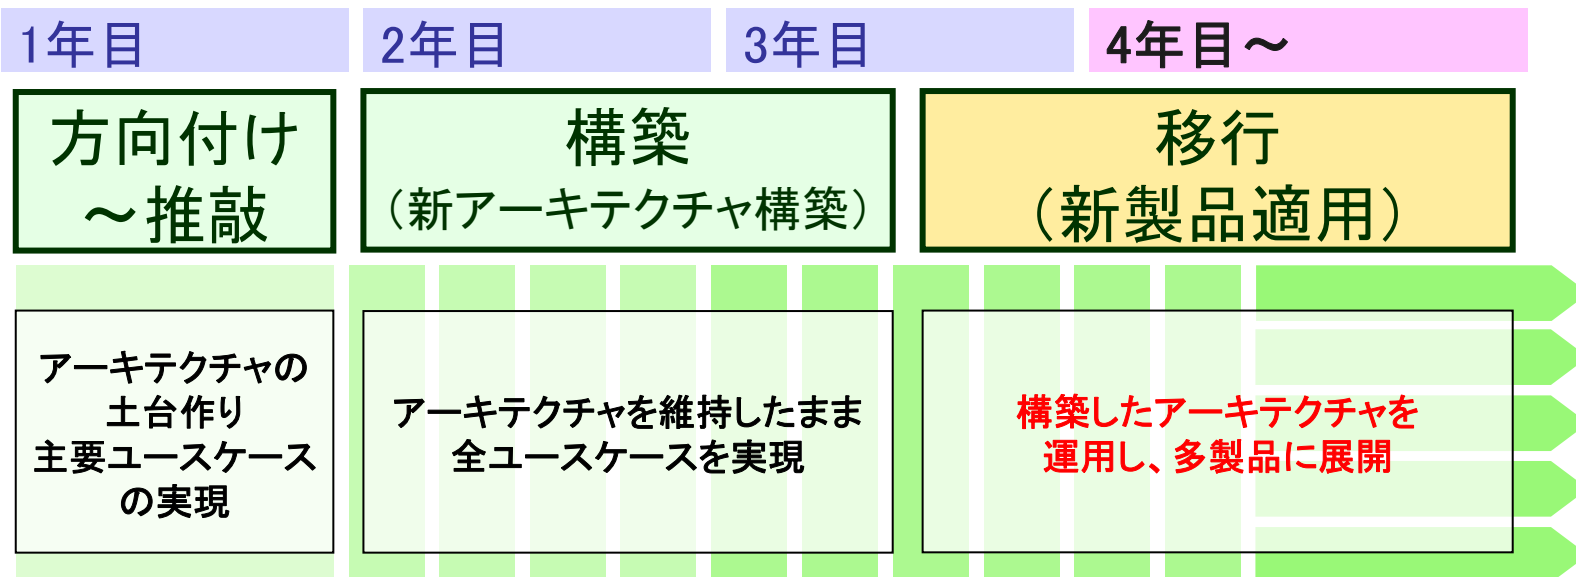 1年目
2年目
3年目
4年目～
方向付け
～推敲
構築
（新アーキテクチャ構築）
移行
（新製品適用）
アーキテクチャの
土台作り
主要ユースケース
の実現
アーキテクチャを維持したまま
全ユースケースを実現
構築したアーキテクチャを
運用し、多製品に展開